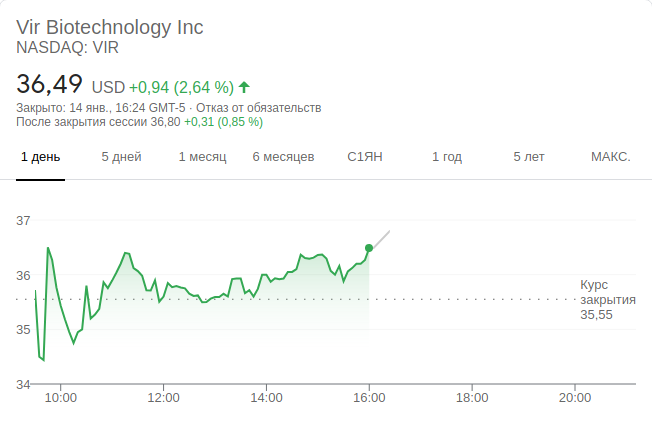 Vir Biotechnology Inc
NASDAQ: VIR
36,49 USD +0,94 (2,64 %)
Закрыто: 14 янв., 16:24 GMT-5 · Отказ от обязательств
После закрытия сессии 36,80 +0,31 (0,85 %)
1 день 5 дней 1 месяц 6 месяцев С1ЯН 1 год 5 лет МАКС.
37
36
Курс
закрытия
35,55
35
34
10:00 12:00 14:00 16:00 18:00 20:00